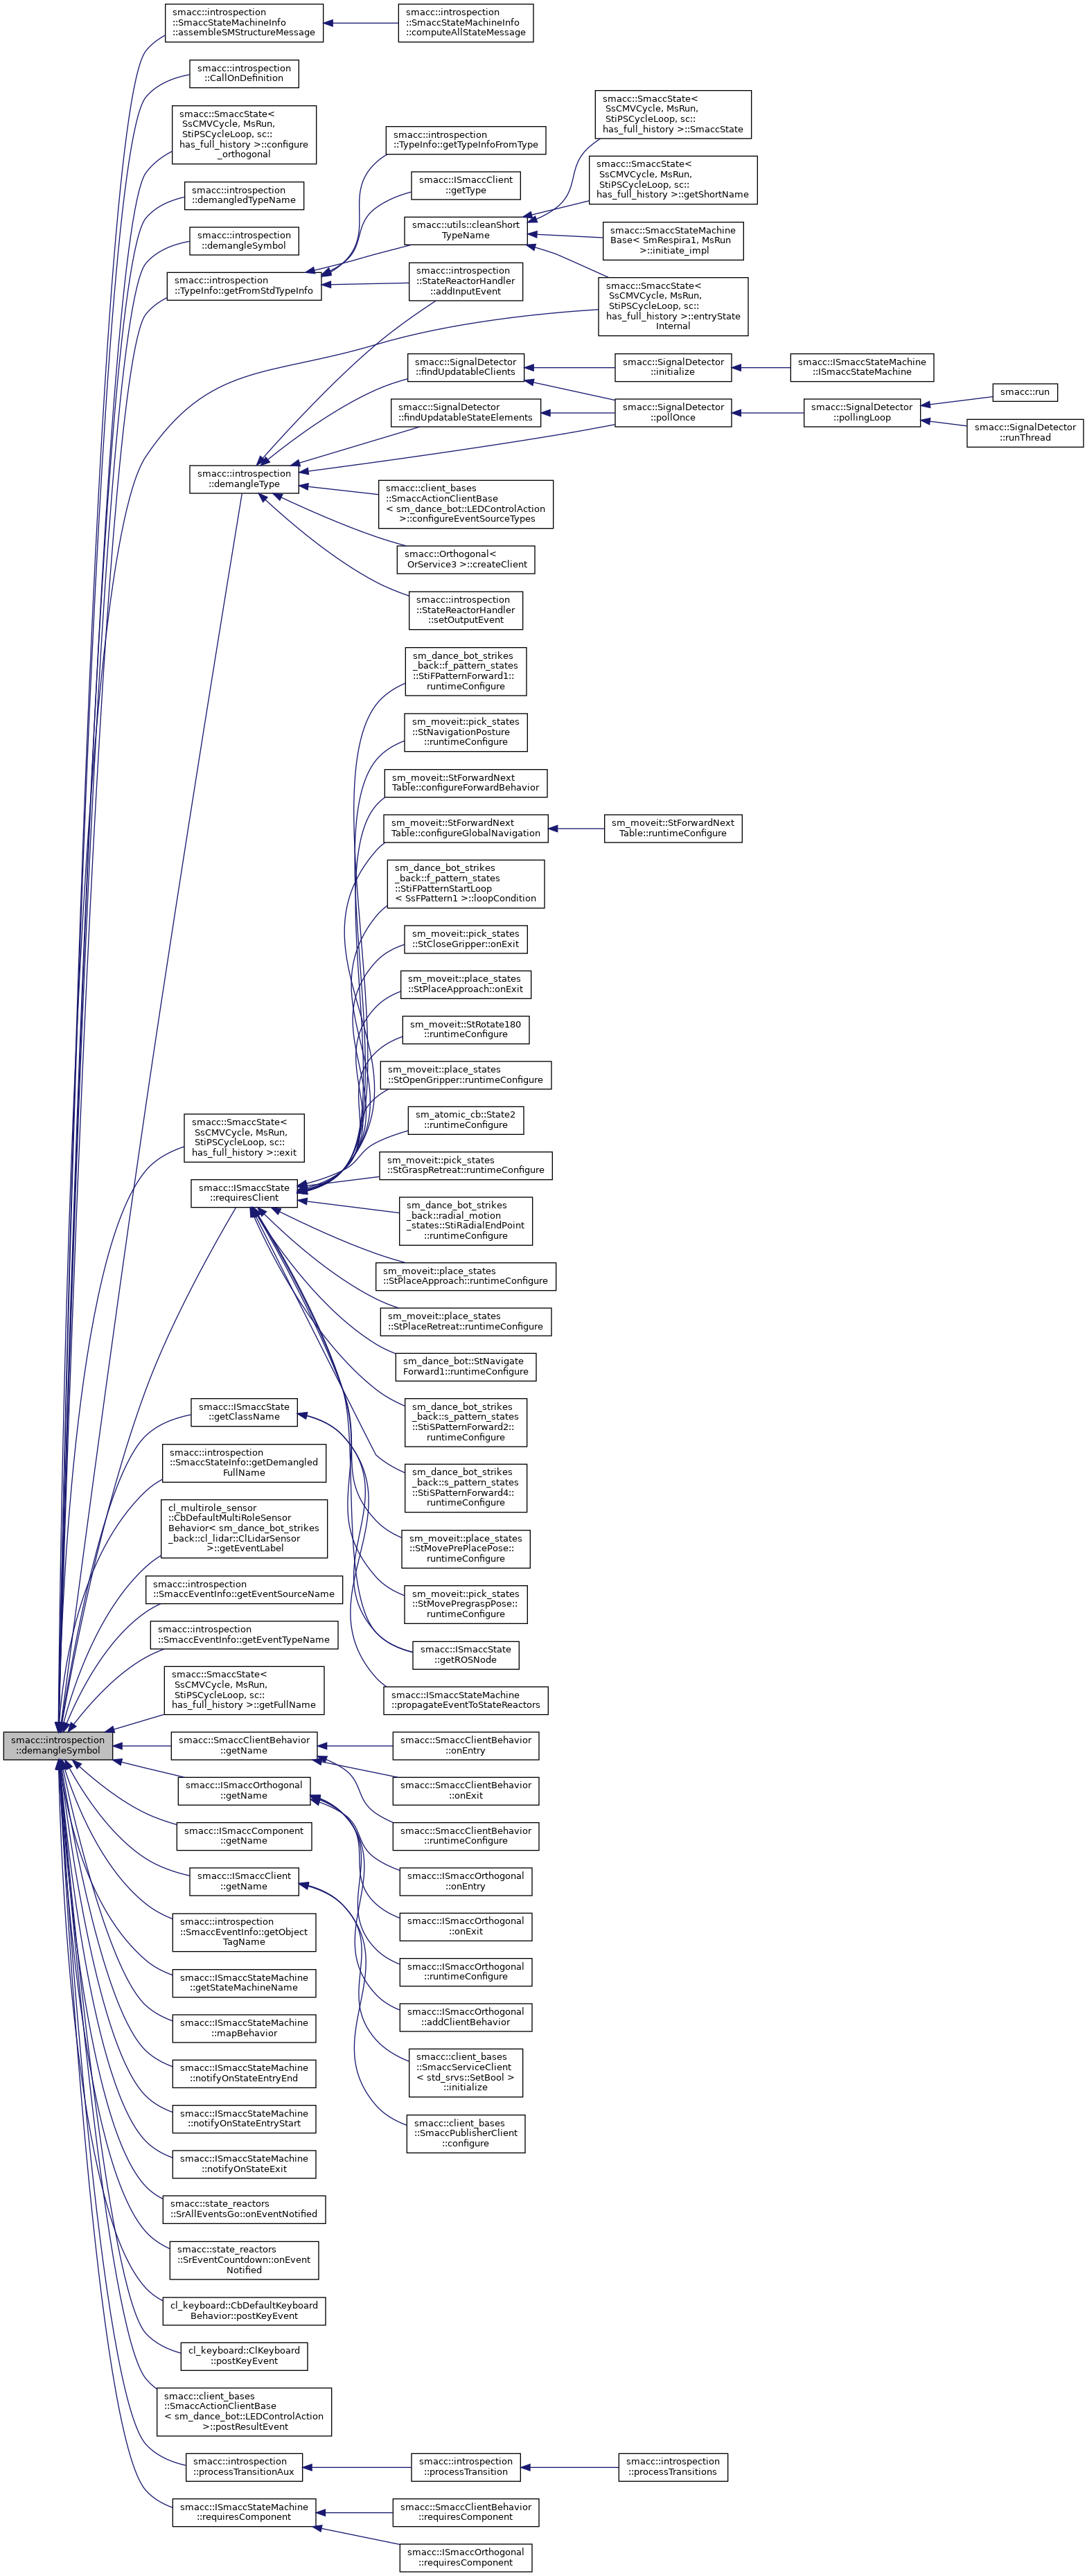 smacc::introspection
::SmaccStateMachineInfo
::assembleSMStructureMessage
smacc::introspection
::SmaccStateMachineInfo
::computeAllStateMessage
smacc::introspection
::CallOnDefinition
smacc::SmaccState<
SsCMVCycle, MsRun,
StiPSCycleLoop, sc::
has_full_history >::configure
_orthogonal
smacc::introspection
::demangledTypeName
smacc::introspection
::demangleSymbol
smacc::introspection
::TypeInfo::getFromStdTypeInfo
smacc::introspection
::TypeInfo::getTypeInfoFromType
smacc::ISmaccClient
::getType
smacc::utils::cleanShort
TypeName
smacc::introspection
::StateReactorHandler
::addInputEvent
smacc::SmaccState<
SsCMVCycle, MsRun,
StiPSCycleLoop, sc::
has_full_history >::SmaccState
smacc::SmaccState<
SsCMVCycle, MsRun,
StiPSCycleLoop, sc::
has_full_history >::getShortName
smacc::SmaccStateMachine
Base< SmRespira1, MsRun
>::initiate_impl
smacc::SmaccState<
SsCMVCycle, MsRun,
StiPSCycleLoop, sc::
has_full_history >::entryState
Internal
smacc::introspection
::demangleType
smacc::SignalDetector
::findUpdatableClients
smacc::SignalDetector
::initialize
smacc::ISmaccStateMachine
::ISmaccStateMachine
smacc::SignalDetector
::findUpdatableStateElements
smacc::SignalDetector
::pollOnce
smacc::SignalDetector
::pollingLoop
smacc::run
smacc::SignalDetector
::runThread
smacc::client_bases
::SmaccActionClientBase
< sm_dance_bot::LEDControlAction
>::configureEventSourceTypes
smacc::Orthogonal<
OrService3 >::createClient
smacc::introspection
::StateReactorHandler
::setOutputEvent
sm_dance_bot_strikes
_back::f_pattern_states
::StiFPatternForward1::
runtimeConfigure
sm_moveit::pick_states
::StNavigationPosture
::runtimeConfigure
sm_moveit::StForwardNext
Table::configureForwardBehavior
sm_moveit::StForwardNext
Table::configureGlobalNavigation
sm_moveit::StForwardNext
Table::runtimeConfigure
sm_dance_bot_strikes
_back::f_pattern_states
::StiFPatternStartLoop
< SsFPattern1 >::loopCondition
sm_moveit::pick_states
::StCloseGripper::onExit
sm_moveit::place_states
::StPlaceApproach::onExit
sm_moveit::StRotate180
::runtimeConfigure
sm_moveit::place_states
::StOpenGripper::runtimeConfigure
sm_atomic_cb::State2
::runtimeConfigure
smacc::SmaccState<
SsCMVCycle, MsRun,
StiPSCycleLoop, sc::
has_full_history >::exit
smacc::ISmaccState
::requiresClient
sm_moveit::pick_states
::StGraspRetreat::runtimeConfigure
sm_dance_bot_strikes
_back::radial_motion
_states::StiRadialEndPoint
::runtimeConfigure
sm_moveit::place_states
::StPlaceApproach::runtimeConfigure
sm_moveit::place_states
::StPlaceRetreat::runtimeConfigure
sm_dance_bot::StNavigate
Forward1::runtimeConfigure
sm_dance_bot_strikes
_back::s_pattern_states
::StiSPatternForward2::
runtimeConfigure
sm_dance_bot_strikes
_back::s_pattern_states
::StiSPatternForward4::
runtimeConfigure
sm_moveit::place_states
::StMovePrePlacePose::
runtimeConfigure
sm_moveit::pick_states
::StMovePregraspPose::
runtimeConfigure
smacc::ISmaccState
::getROSNode
smacc::ISmaccStateMachine
::propagateEventToStateReactors
smacc::ISmaccState
::getClassName
smacc::introspection
::SmaccStateInfo::getDemangled
FullName
cl_multirole_sensor
::CbDefaultMultiRoleSensor
Behavior< sm_dance_bot_strikes
_back::cl_lidar::ClLidarSensor
>::getEventLabel
smacc::introspection
::SmaccEventInfo::getEventSourceName
smacc::introspection
::SmaccEventInfo::getEventTypeName
smacc::SmaccState<
SsCMVCycle, MsRun,
StiPSCycleLoop, sc::
has_full_history >::getFullName
smacc::introspection
::demangleSymbol
smacc::SmaccClientBehavior
::getName
smacc::SmaccClientBehavior
::onEntry
smacc::SmaccClientBehavior
::onExit
smacc::SmaccClientBehavior
::runtimeConfigure
smacc::ISmaccOrthogonal
::getName
smacc::ISmaccComponent
::getName
smacc::ISmaccClient
::getName
smacc::ISmaccOrthogonal
::onEntry
smacc::ISmaccOrthogonal
::onExit
smacc::ISmaccOrthogonal
::runtimeConfigure
smacc::ISmaccOrthogonal
::addClientBehavior
smacc::client_bases
::SmaccServiceClient
< std_srvs::SetBool >
::initialize
smacc::client_bases
::SmaccPublisherClient
::configure
smacc::introspection
::SmaccEventInfo::getObject
TagName
smacc::ISmaccStateMachine
::getStateMachineName
smacc::ISmaccStateMachine
::mapBehavior
smacc::ISmaccStateMachine
::notifyOnStateEntryEnd
smacc::ISmaccStateMachine
::notifyOnStateEntryStart
smacc::ISmaccStateMachine
::notifyOnStateExit
smacc::state_reactors
::SrAllEventsGo::onEventNotified
smacc::state_reactors
::SrEventCountdown::onEvent
Notified
cl_keyboard::CbDefaultKeyboard
Behavior::postKeyEvent
cl_keyboard::ClKeyboard
::postKeyEvent
smacc::client_bases
::SmaccActionClientBase
< sm_dance_bot::LEDControlAction
>::postResultEvent
smacc::introspection
::processTransitionAux
smacc::introspection
::processTransition
smacc::introspection
::processTransitions
smacc::ISmaccStateMachine
::requiresComponent
smacc::SmaccClientBehavior
::requiresComponent
smacc::ISmaccOrthogonal
::requiresComponent